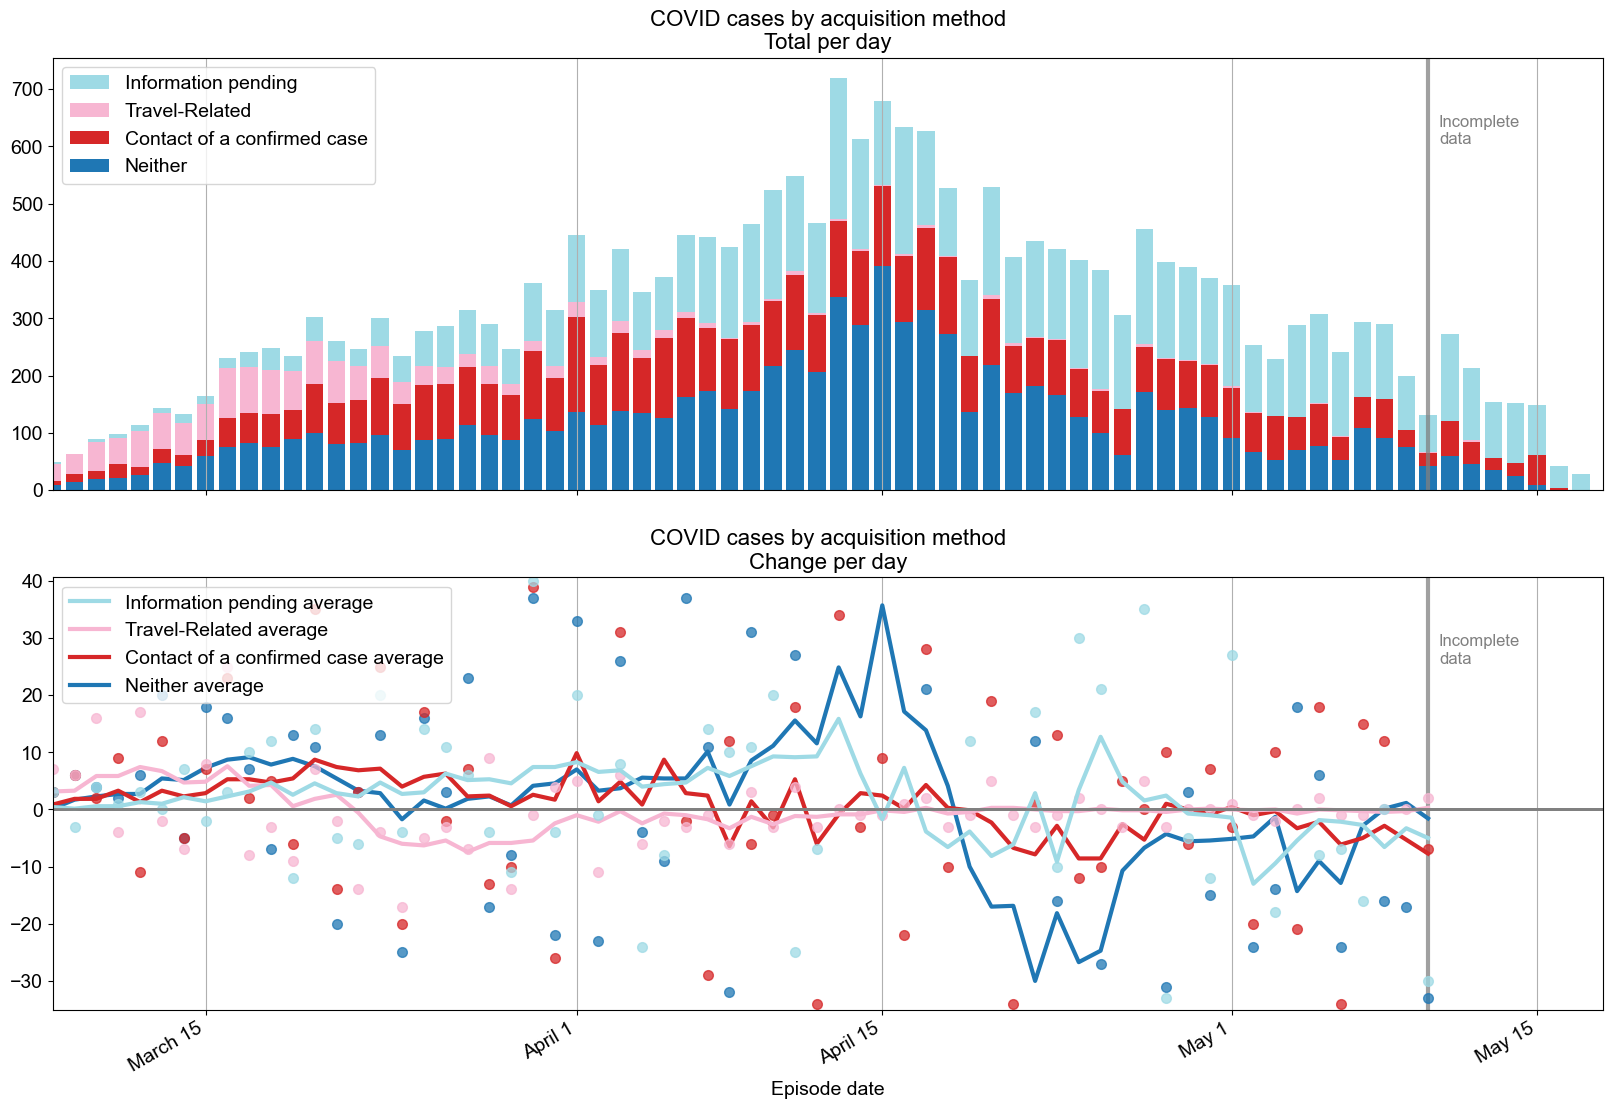 COVID cases by acquisition method
Total per day
700
600
500
400
300
200
100
0
Information pending
Travel-Related
Contact of a confirmed case
Neither
Incomplete
data
COVID cases by acquisition method
Change per day
40
30
20
10
0
−10
−20
−30
Information pending average
Travel-Related average
Contact of a confirmed case average
Neither average
Incomplete
data
March 15
April 1
April 15
May 1
May 15
Episode date